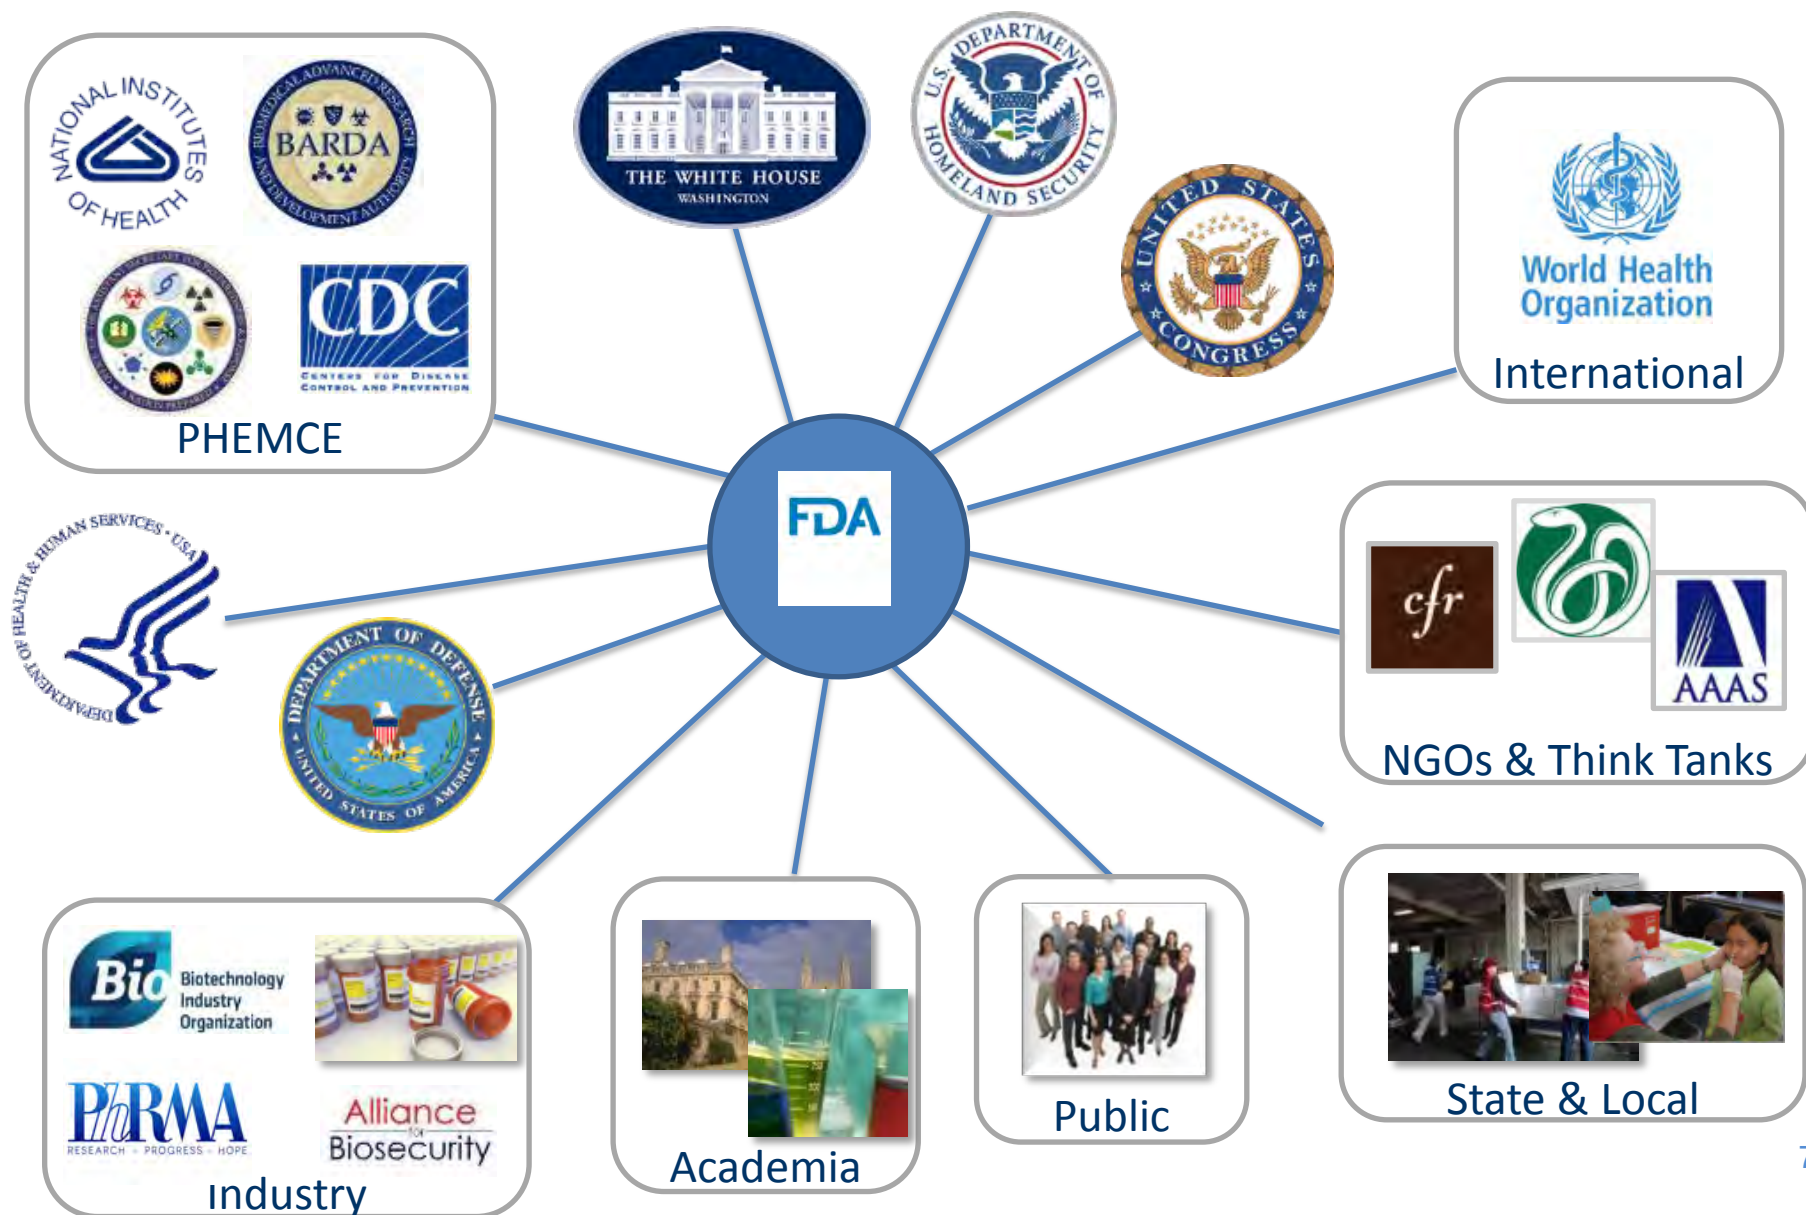 NATIONAL INSTITUTES
OF HEALTH
BIOMEDICAL ADVANCED RESEARCH
AND DEVELOPMENT AUTHORITY
BARDA
CDC
CENTERS FOR DISEASE
CONTROL AND PREVENTION
A NATION PREPARED
PHEMCE
THE WHITE HOUSE
WASHINGTON
U.S. DEPARTMENT OF
HOMELAND SECURITY
UNITED STATES
CONGRESS
World Health
Organization
International
FDA
DEPARTMENT OF HEALTH & HUMAN SERVICES • USA
DEPARTMENT OF DEFENSE
UNITED STATES OF AMERICA
cfr
AAAS
NGOs & Think Tanks
Bio
Biotechnology
Industry
Organization
PhRMA
RESEARCH - PROGRESS - HOPE
Alliance
for
Biosecurity
Industry
Academia
Public
State & Local
7